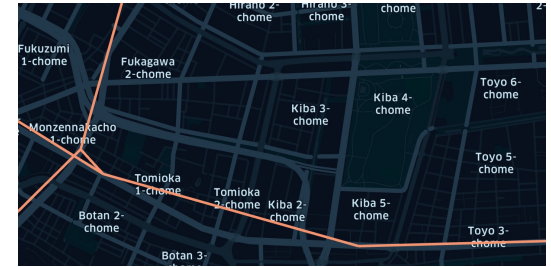 Hirano 2-
chome
Hirano 3-
chome
2-
Fukuzumi
1-chome
Fukagawa
2-chome
Toyo 6-
chome
Kiba 4-
chome
Kiba 3-
chome
Monzennakacho
1-chome
Toyo 5-
chome
Tomioka
1-chome
Tomioka
2-chome
Kiba 2-
chome
Kiba 5-
chome
Botan 2-
chome
Toyo 3-
chome
Botan 3-
chome